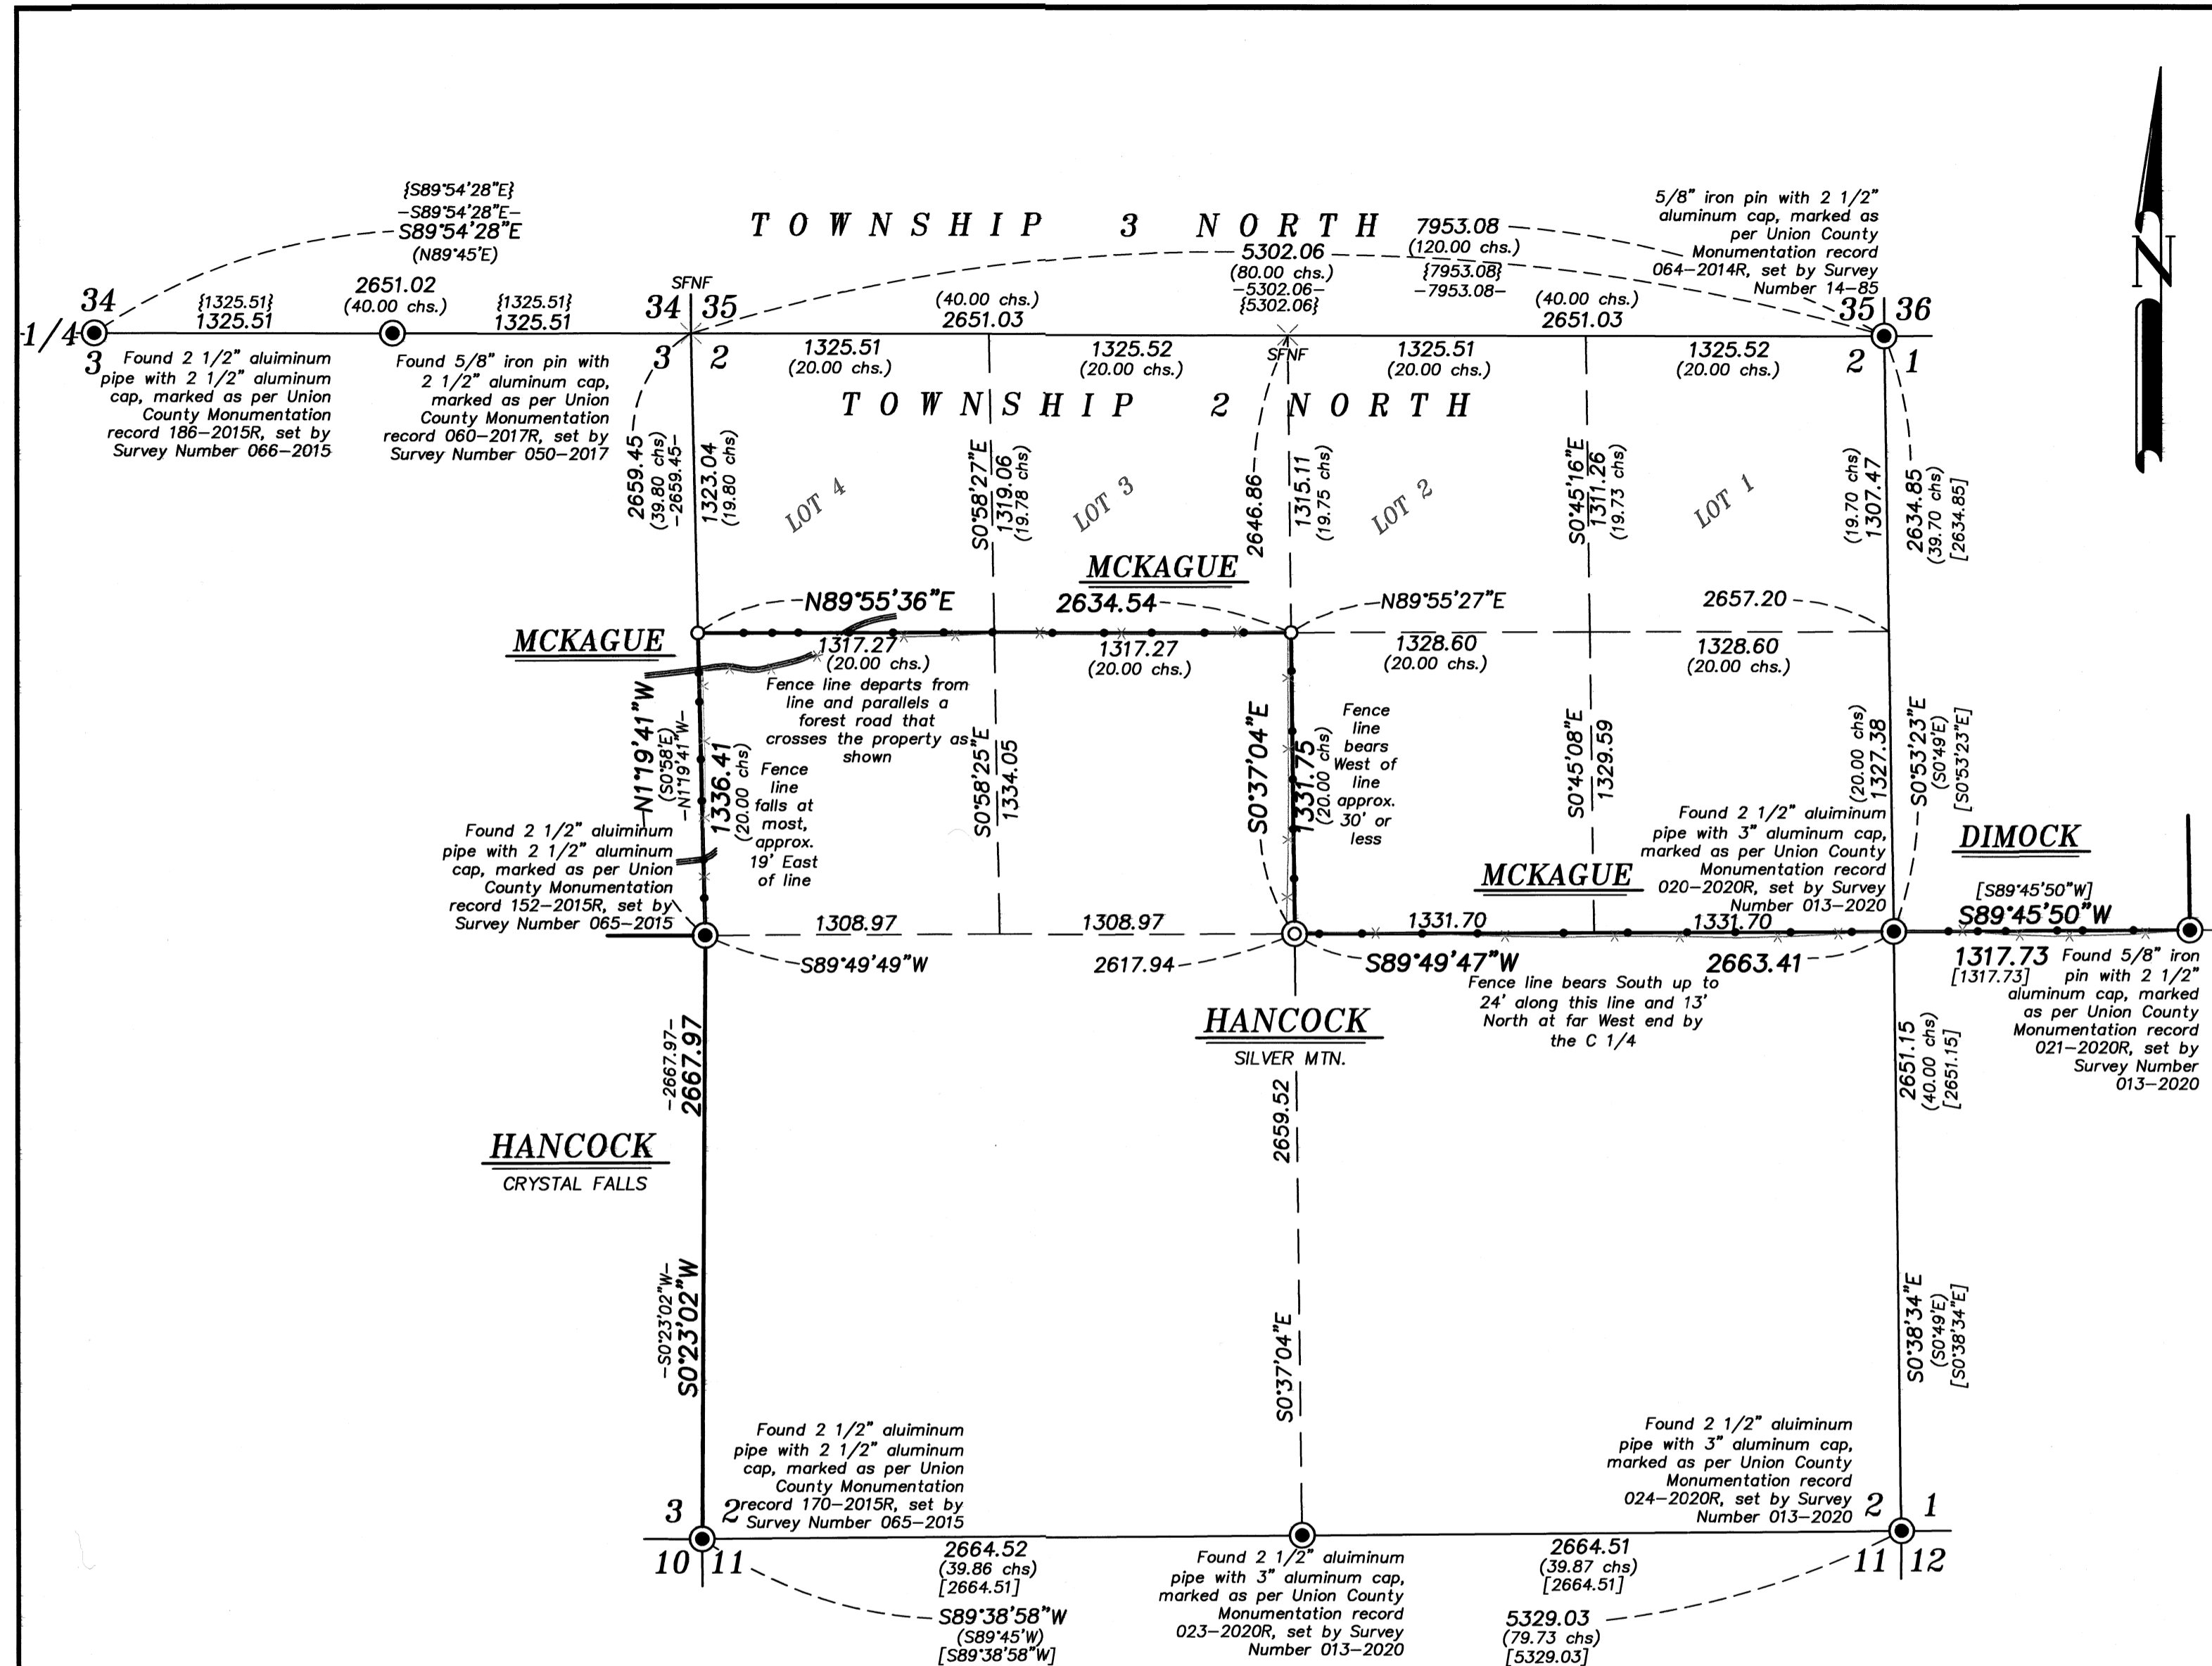 {S89°54'28"E}
-S89°54'28"E-
S89°54'28"E
(N89°45'E)
TOWNSHIP 3 NORTH
7953.08
(120.00 chs.)
{7953.08}
-7953.08-
5302.06
(80.00 chs.)
-5302.06-
{5302.06}
5/8" iron pin with 2 1/2"
aluminum cap, marked as
per Union County
Monumentation record
064-2014R, set by Survey
Number 14-85
N
34
1/4
3
{1325.51}
1325.51
2651.02
(40.00 chs.)
{1325.51}
1325.51
SFNF
34 35
3 2
(40.00 chs.)
2651.03
(40.00 chs.)
2651.03
35 36
2 1
Found 2 1/2" aluiminum
pipe with 2 1/2" aluminum
cap, marked as per Union
County Monumentation
record 186-2015R, set by
Survey Number 066-2015
Found 5/8" iron pin with
2 1/2" aluminum cap,
marked as per Union
County Monumentation
record 060-2017R, set by
Survey Number 050-2017
1325.51
(20.00 chs.)
1325.52
(20.00 chs.)
SFNF
1325.51
(20.00 chs.)
1325.52
(20.00 chs.)
TOWNSHIP 2 NORTH
2659.45
(39.80 chs)
-2659.45-
1323.04
(19.80 chs)
LOT 4
S0°58'27"E
1319.06
(19.78 chs)
LOT 3
2646.86
1315.11
(19.75 chs)
LOT 2
S0°45'16"E
1311.26
(19.73 chs)
LOT 1
(19.70 chs)
1307.47
2634.85
(39.70 chs)
[2634.85]
MCKAGUE
N89°55'36"E
2634.54
N89°55'27"E
2657.20
MCKAGUE
1317.27
(20.00 chs.)
1317.27
(20.00 chs.)
1328.60
(20.00 chs.)
1328.60
(20.00 chs.)
Fence line departs from
line and parallels a
forest road that
crosses the property as
shown
N1°19'41"W
(S0°58'E)
-N1°19'41"W-
1336.41
(20.00 chs)
Fence
line
falls at
most,
approx.
19' East
of line
S0°58'25"E
1334.05
S0°37'04"E
1331.75
(20.00 chs)
Fence
line
bears
West of
line
approx.
30' or
less
S0°45'08"E
1329.59
(20.00 chs)
1327.38
S0°53'23"E
(S0°49'E)
[S0°53'23"E]
Found 2 1/2" aluiminum
pipe with 2 1/2" aluminum
cap, marked as per Union
County Monumentation
record 152-2015R, set by
Survey Number 065-2015
Found 2 1/2" aluiminum
pipe with 3" aluminum cap,
marked as per Union County
Monumentation record
020-2020R, set by Survey
Number 013-2020
DIMOCK
MCKAGUE
[S89°45'50"W]
S89°45'50"W
1308.97
1308.97
1331.70
1331.70
S89°49'49"W
2617.94
S89°49'47"W
2663.41
1317.73
[1317.73]
Found 5/8" iron
pin with 2 1/2"
aluminum cap, marked
as per Union County
Monumentation record
021-2020R, set by
Survey Number
013-2020
Fence line bears South up to
24' along this line and 13'
North at far West end by
the C 1/4
HANCOCK
SILVER MTN.
-2667.97-
2667.97
2659.52
2651.15
(40.00 chs)
[2651.15]
HANCOCK
CRYSTAL FALLS
-S0°23'02"W-
S0°23'02"W
S0°37'04"E
S0°38'34"E
(S0°49'E)
[S0°38'34"E]
Found 2 1/2" aluiminum
pipe with 2 1/2" aluminum
cap, marked as per Union
County Monumentation
record 170-2015R, set by
Survey Number 065-2015
Found 2 1/2" aluiminum
pipe with 3" aluminum cap,
marked as per Union County
Monumentation record
024-2020R, set by Survey
Number 013-2020
3 2
10 11
2 1
11 12
2664.52
(39.86 chs)
[2664.51]
Found 2 1/2" aluiminum
pipe with 3" aluminum cap,
marked as per Union County
Monumentation record
023-2020R, set by Survey
Number 013-2020
2664.51
(39.87 chs)
[2664.51]
S89°38'58"W
(S89°45'W)
[S89°38'58"W]
5329.03
(79.73 chs)
[5329.03]